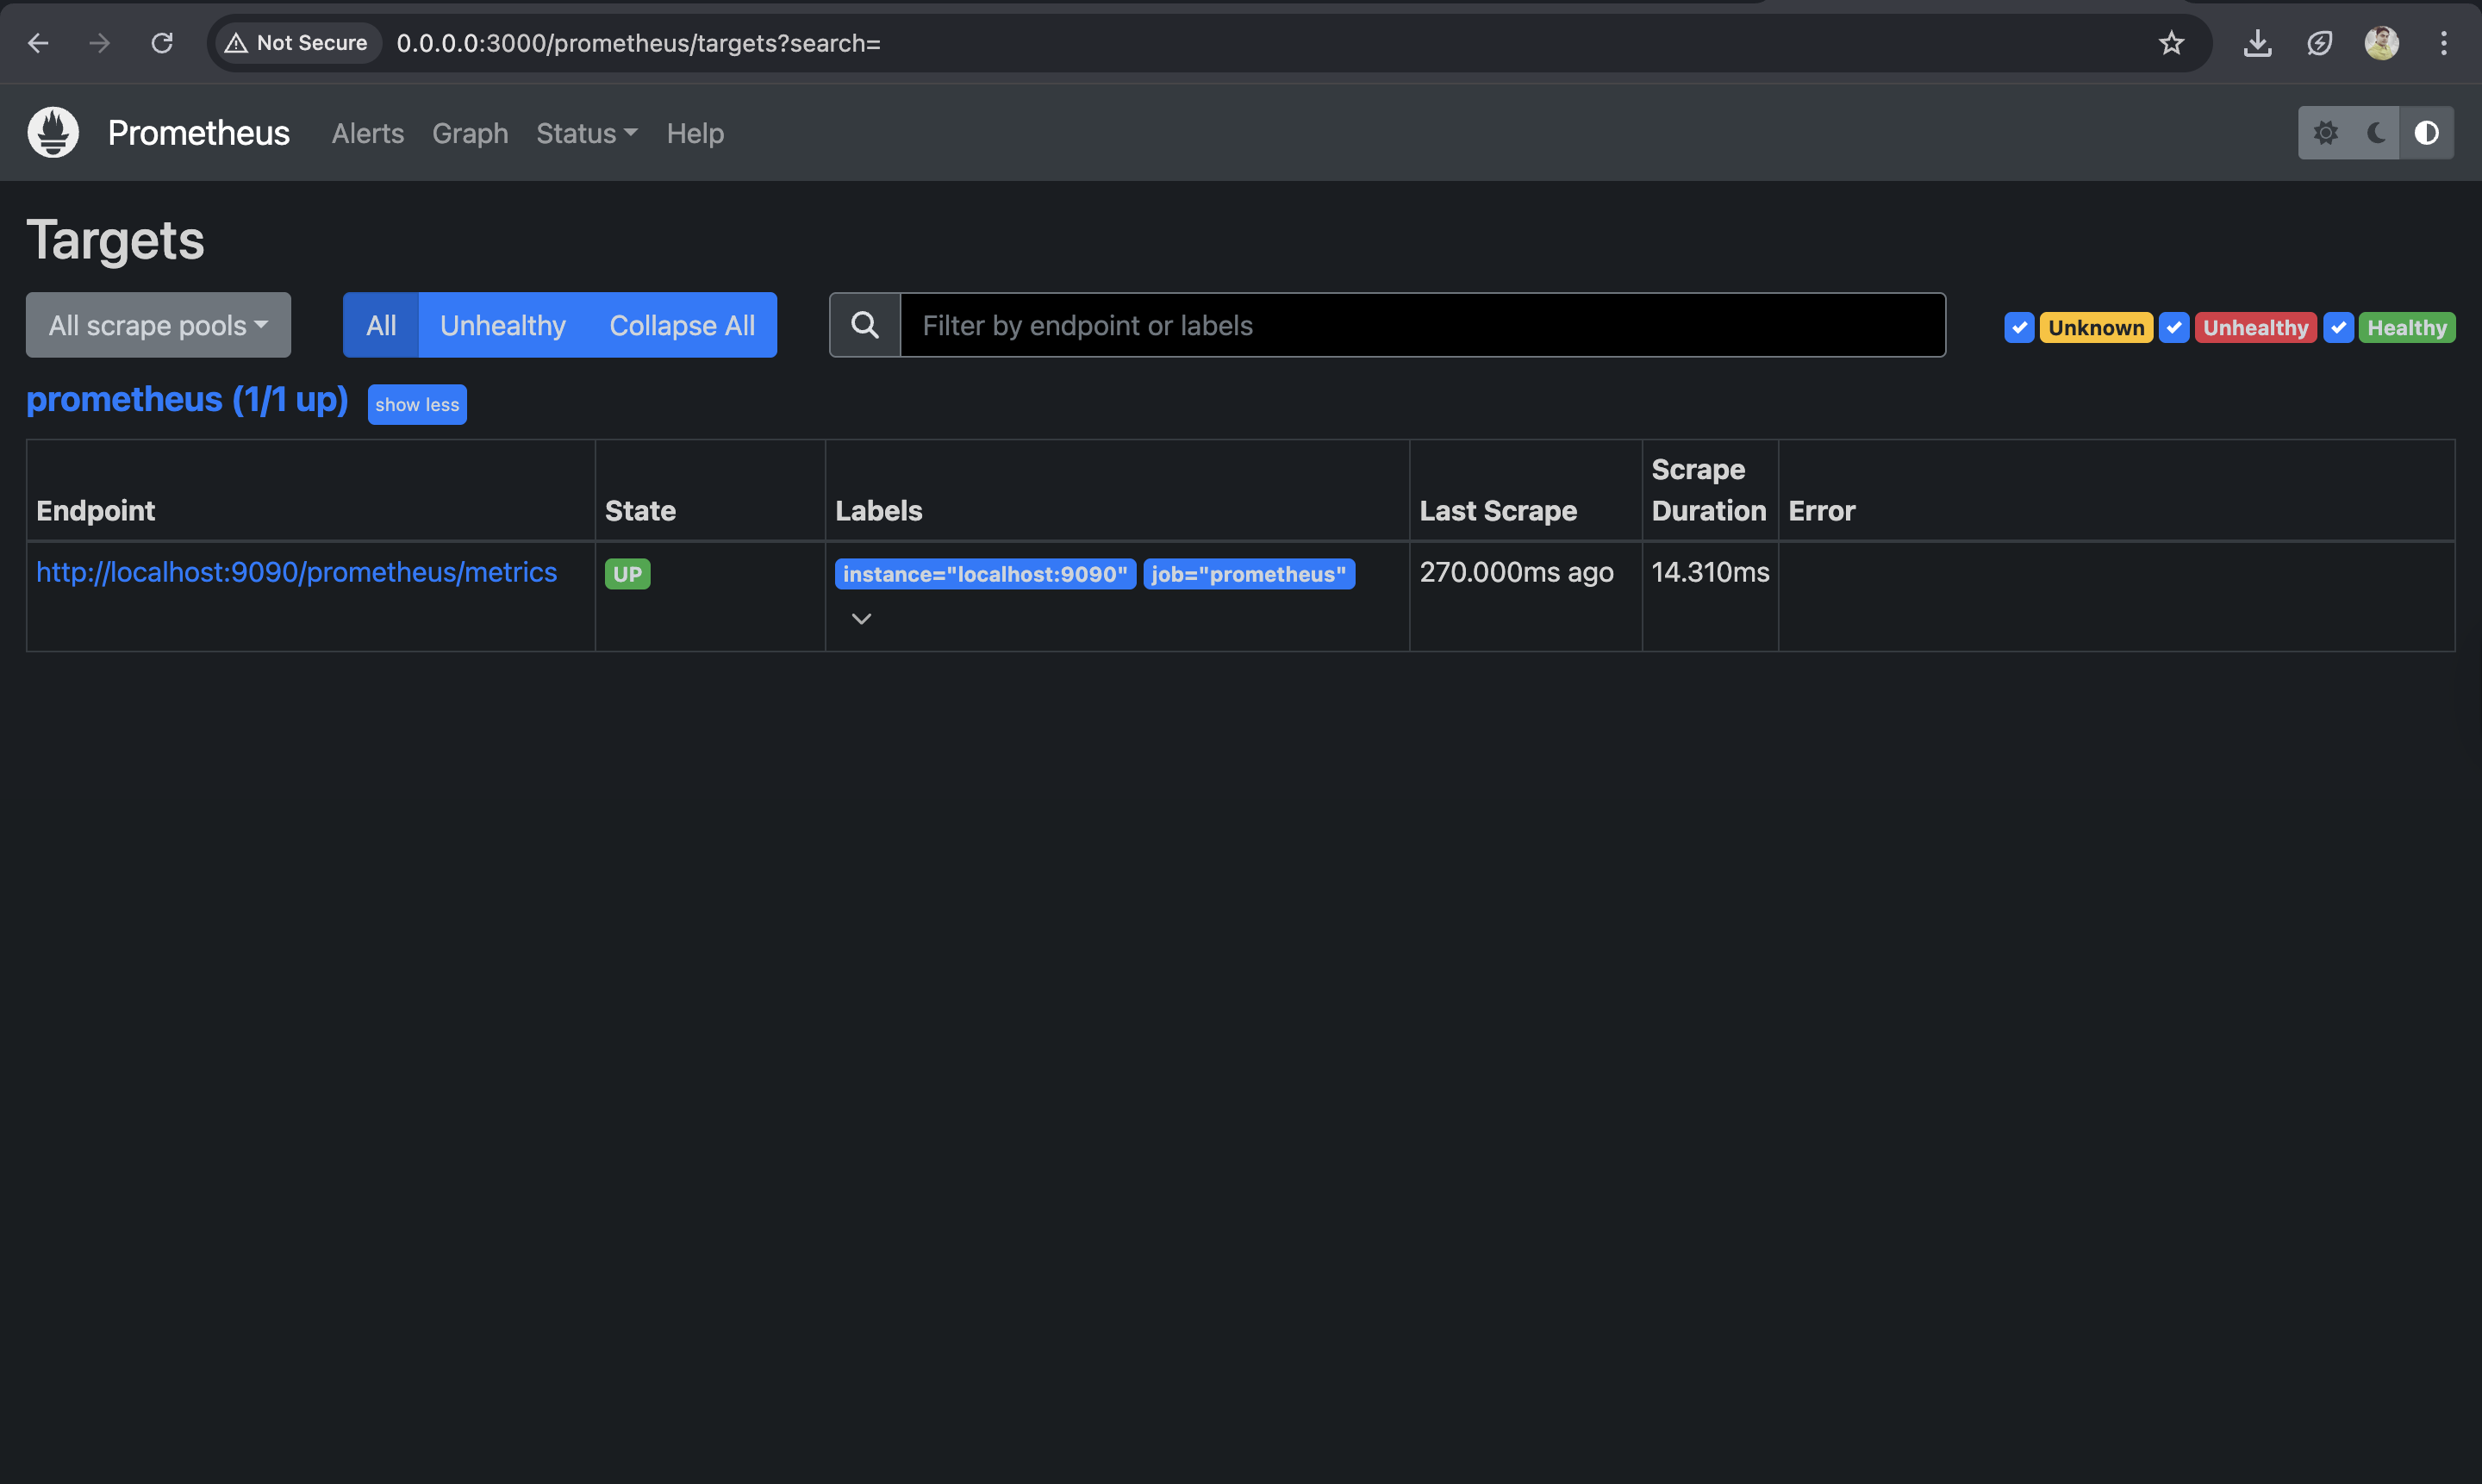 Not Secure 0.0.0.0:3000/prometheus/targets?search=
Prometheus Alerts Graph Status Help
Targets
All scrape pools All Unhealthy Collapse All Filter by endpoint or labels Unknown Unhealthy Healthy
prometheus (1/1 up) show less
Endpoint State Labels Last Scrape Scrape Duration Error
http://localhost:9090/prometheus/metrics UP instance="localhost:9090" job="prometheus" 270.000ms ago 14.310ms